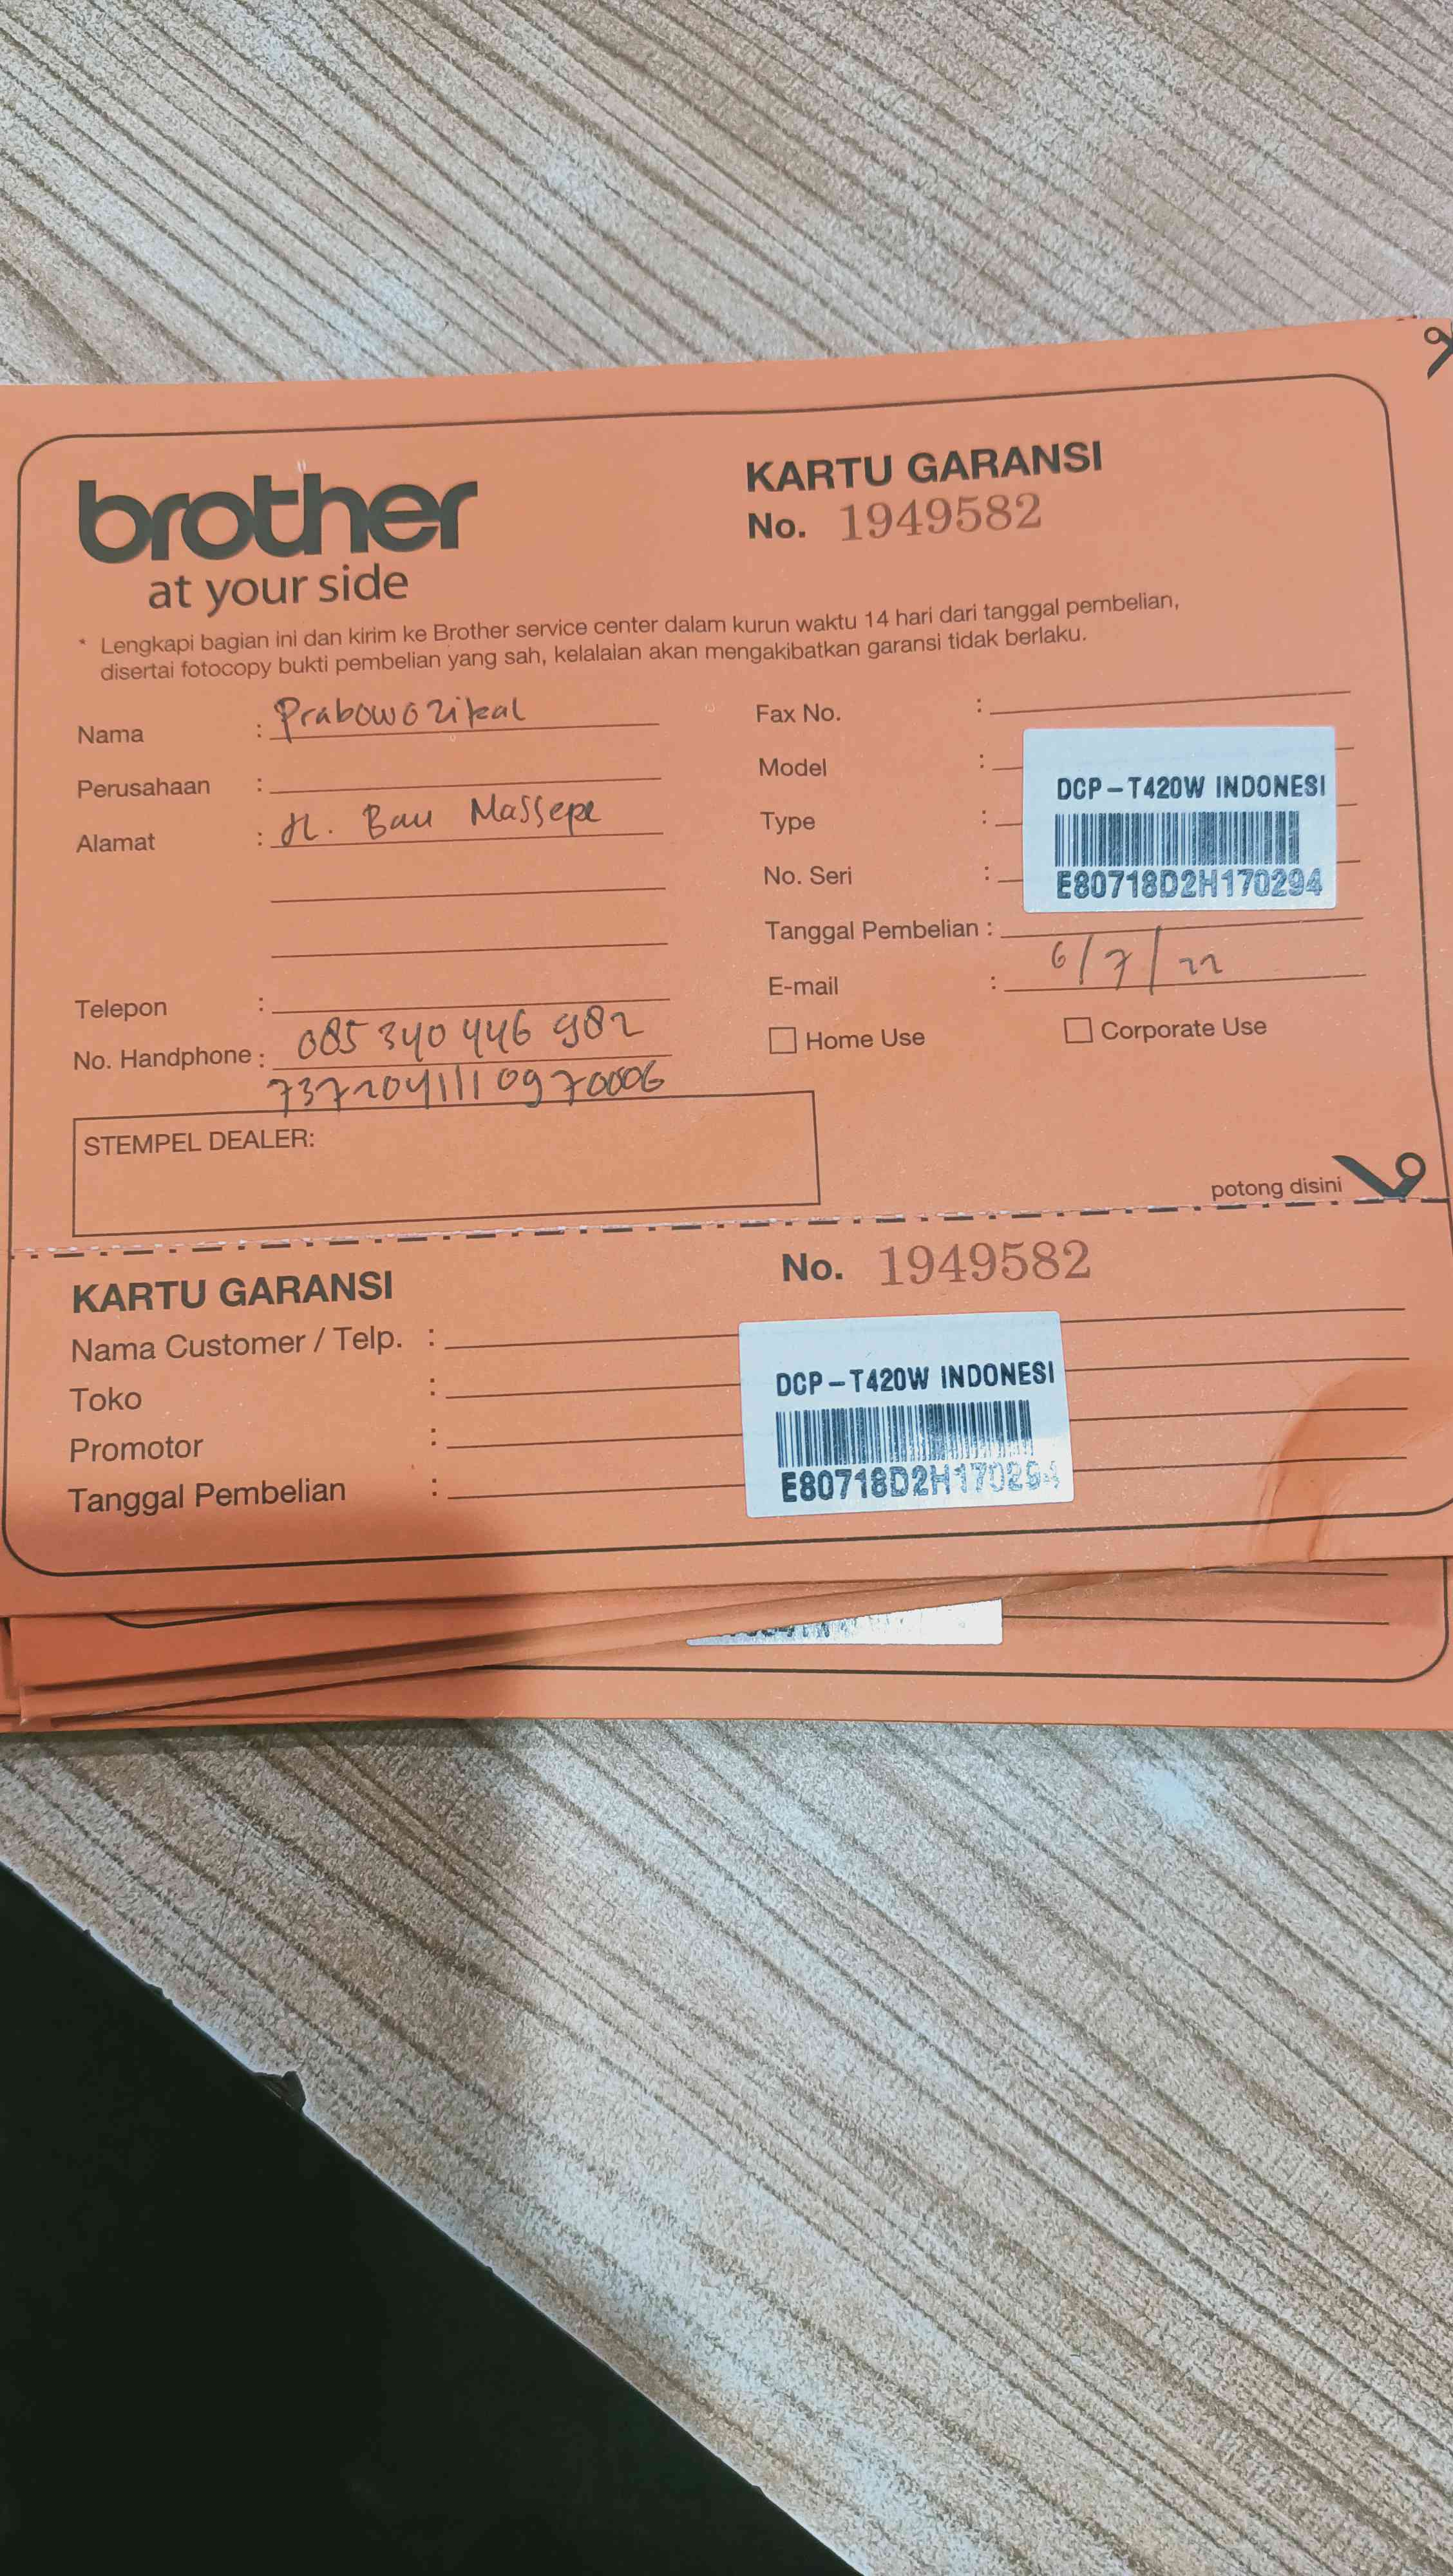 brother
at your side
KARTU GARANSI
No. 1949582
* Lengkapi bagian ini dan kirim ke Brother service center dalam kurun waktu 14 hari dari tanggal pembelian,
disertai fotocopy bukti pembelian yang sah, kelalaian akan mengakibatkan garansi tidak berlaku.
Nama : Prabowo Zikal
Perusahaan :
Alamat : Jl. Bau Massepe
Telepon :
No. Handphone : 085 340 446 982
7372041110970006
Fax No. :
Model :
Type :
No. Seri :
DCP-T420W INDONESI
E80718D2H170294
Tanggal Pembelian :
6/7/22
E-mail :
Home Use
Corporate Use
STEMPEL DEALER:
potong disini
KARTU GARANSI
No. 1949582
Nama Customer / Telp. :
Toko :
Promotor :
Tanggal Pembelian :
DCP-T420W INDONESI
E80718D2H170294